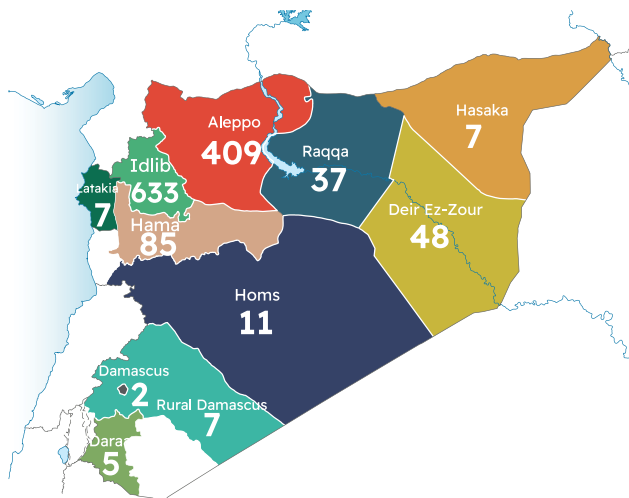 Hasaka
7
Aleppo
409
Raqqa
37
Idlib
633
Latakia
7
Hama
85
Deir Ez-Zour
48
Homs
11
Damascus
2
Rural Damascus
7
Daraa
5